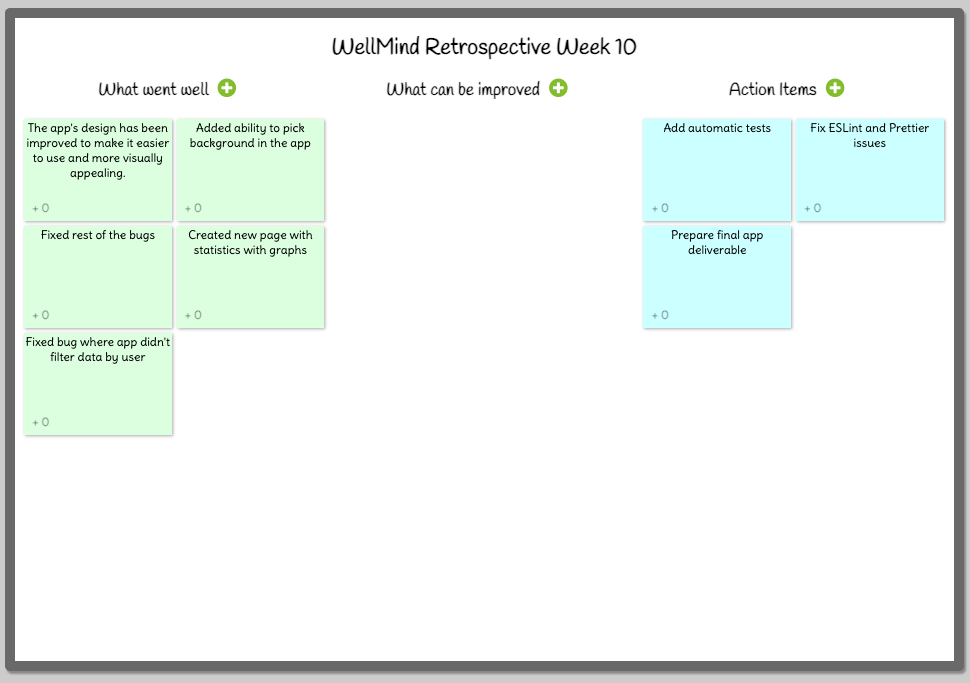 WellMind Retrospective Week 10
What went well
What can be improved
Action Items
The app's design has been
improved to make it easier
to use and more visually
appealing.
+ 0
Added ability to pick
background in the app
+ 0
Fixed rest of the bugs
+ 0
Created new page with
statistics with graphs
+ 0
Fixed bug where app didn't
filter data by user
+ 0
Add automatic tests
+ 0
Fix ESLint and Prettier
issues
+ 0
Prepare final app
deliverable
+ 0